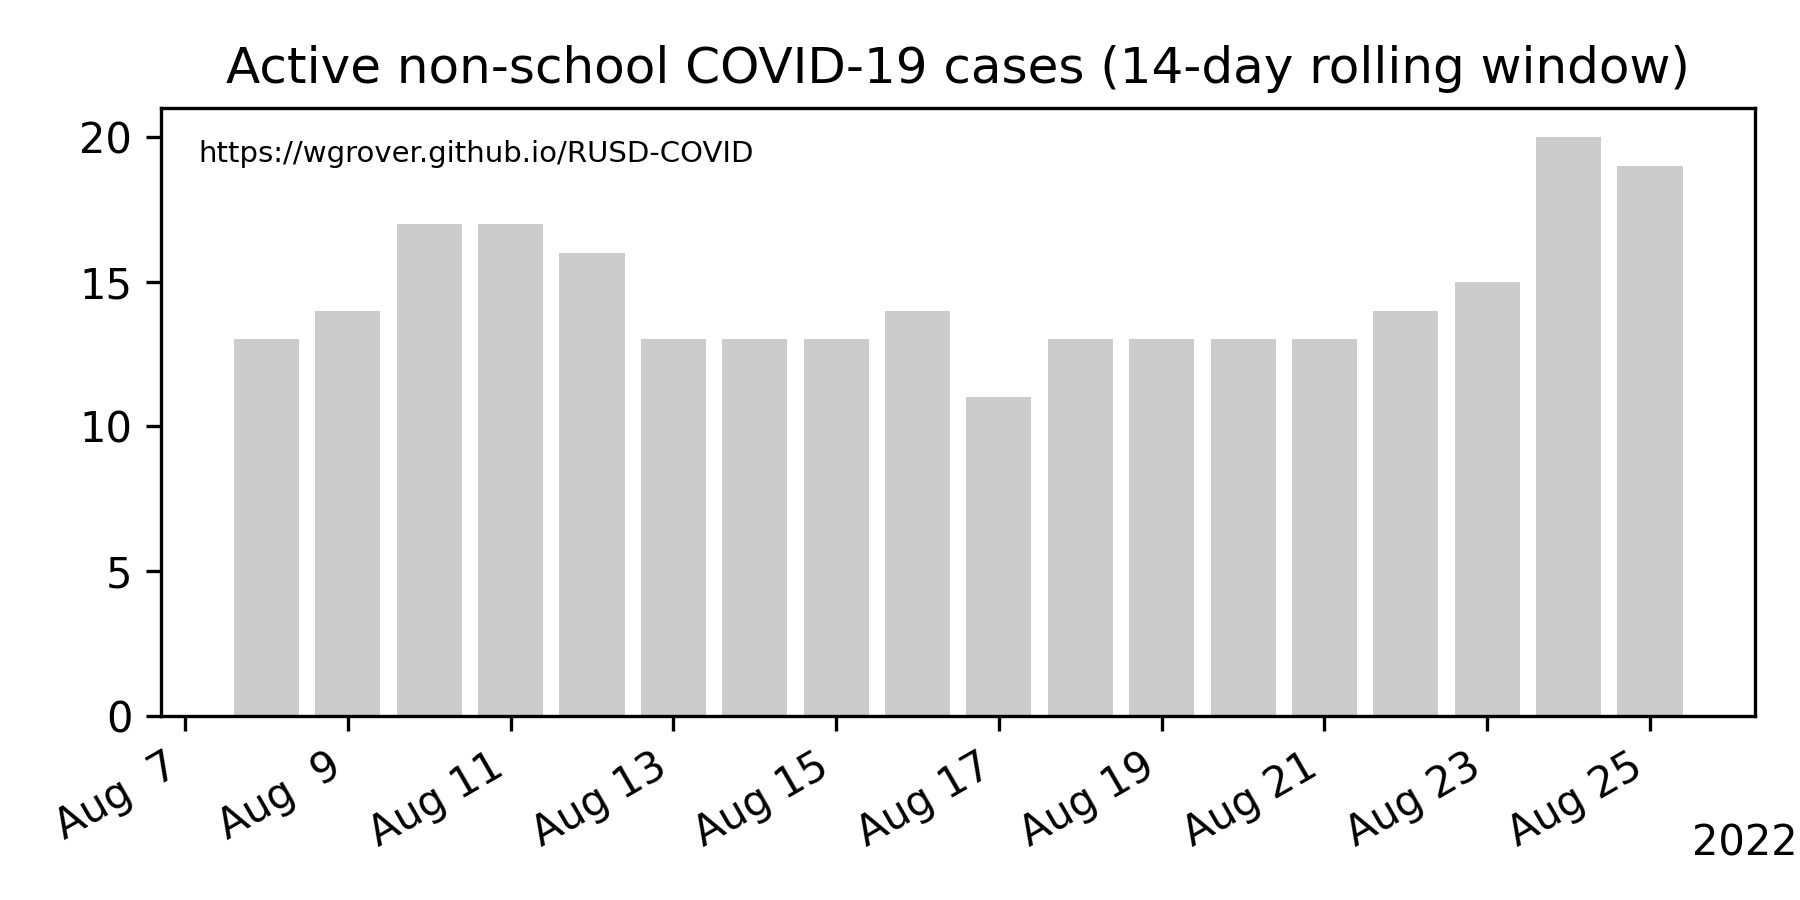 Active non-school COVID-19 cases (14-day rolling window)
https://wgrover.github.io/RUSD-COVID
20
15
10
5
0
Aug 7
Aug 9
Aug 11
Aug 13
Aug 15
Aug 17
Aug 19
Aug 21
Aug 23
Aug 25
2022